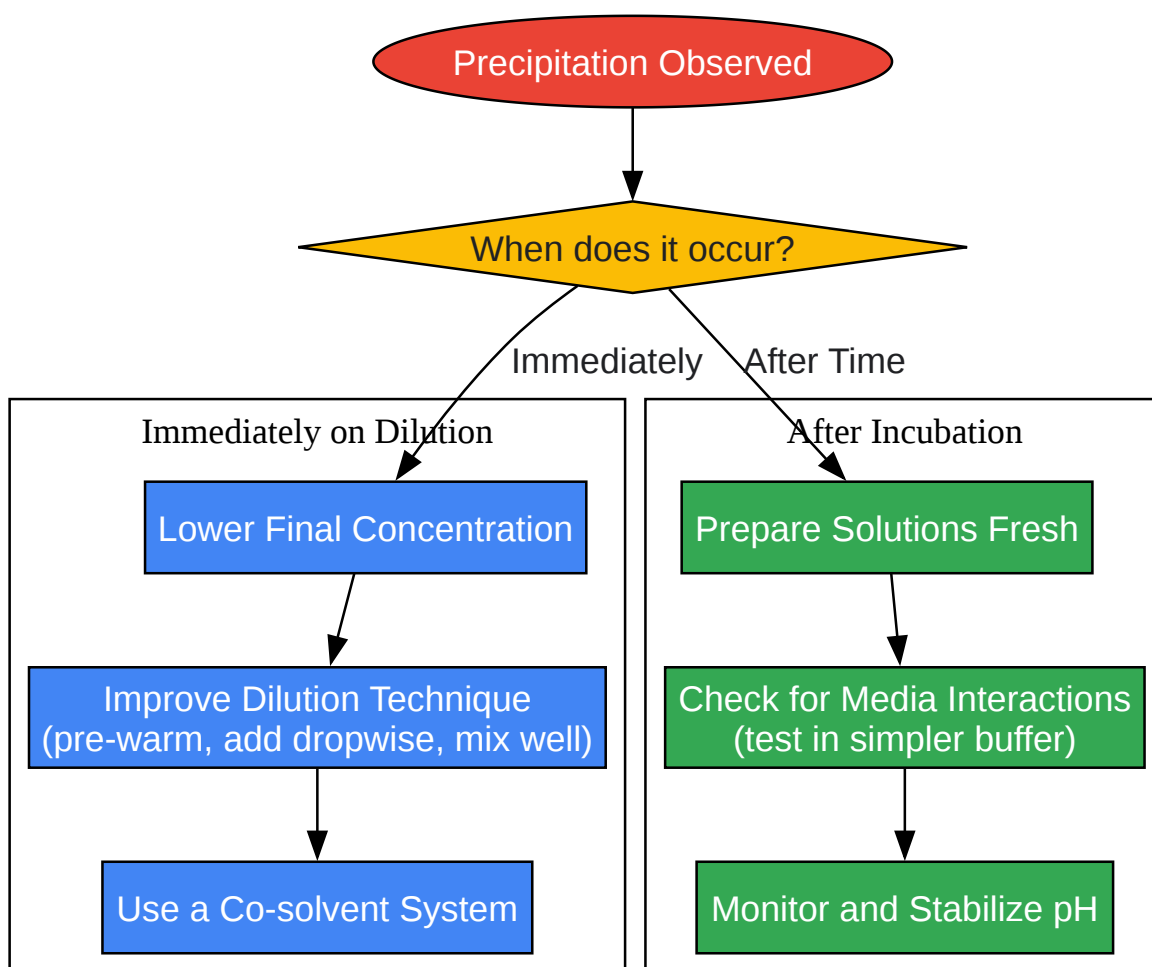 Precipitation Observed
When does it occur?
Immediately
After Time
Immediately on Dilution
Lower Final Concentration
Improve Dilution Technique
(pre-warm, add dropwise, mix well)
Use a Co-solvent System
After Incubation
Prepare Solutions Fresh
Check for Media Interactions
(test in simpler buffer)
Monitor and Stabilize pH